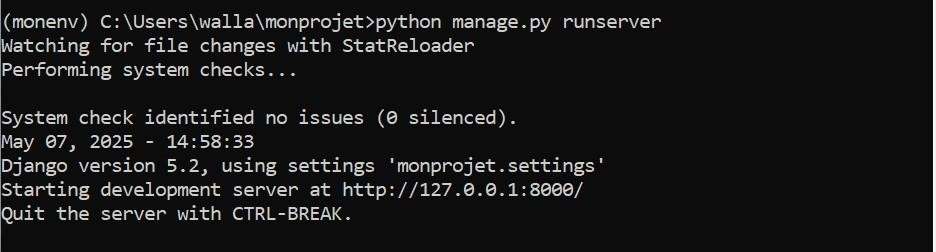 (monenv) C:\Users\walla\monprojet>python manage.py runserver
Watching for file changes with StatReloader
Performing system checks...

System check identified no issues (0 silenced).
May 07, 2025 - 14:58:33
Django version 5.2, using settings 'monprojet.settings'
Starting development server at http://127.0.0.1:8000/
Quit the server with CTRL-BREAK.